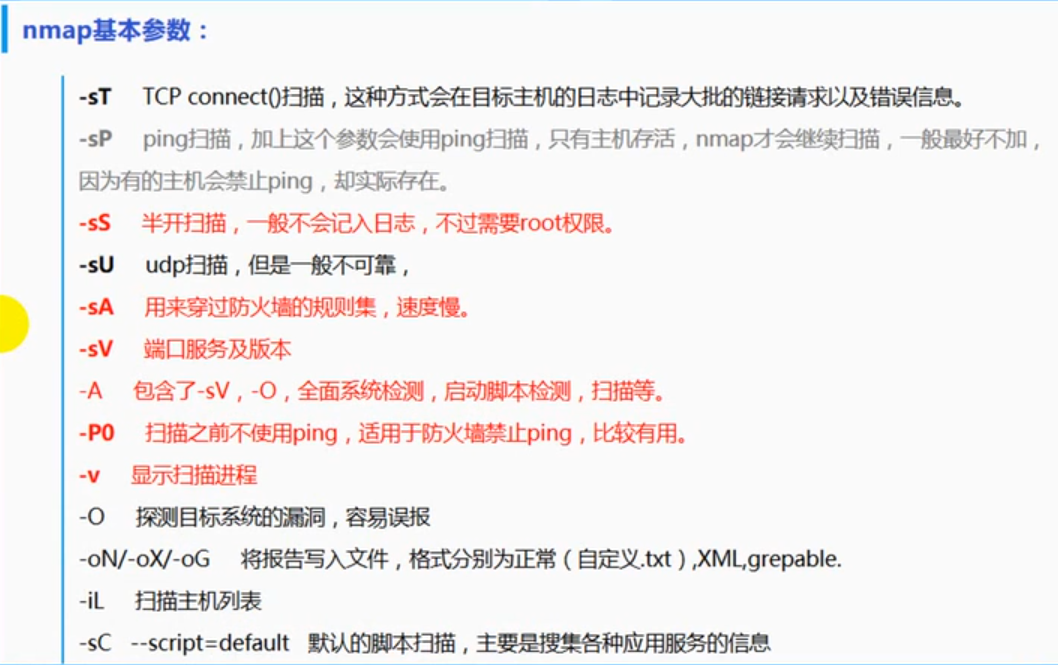 nmap基本参数：
-sT TCP connect()扫描，这种方式会在目标主机的日志中记录大批的链接请求以及错误信息。
-sP ping扫描，加上这个参数会使用ping扫描，只有主机存活，nmap才会继续扫描，一般最好不加，
因为有的主机会禁止ping，却实际存在。
-sS 半开扫描，一般不会记入日志，不过需要root权限。
-sU udp扫描，但是一般不可靠，
-sA 用来穿过防火墙的规则集，速度慢。
-sV 端口服务及版本
-A 包含了-sV，-O，全面系统检测，启动脚本检测，扫描等。
-P0 扫描之前不使用ping，适用于防火墙禁止ping，比较有用。
-v 显示扫描进程
-O 探测目标系统的漏洞，容易误报
-oN/-oX/-oG 将报告写入文件，格式分别为正常（自定义.txt）,XML,grepable.
-iL 扫描主机列表
-sC --script=default 默认的脚本扫描，主要是搜集各种应用服务的信息